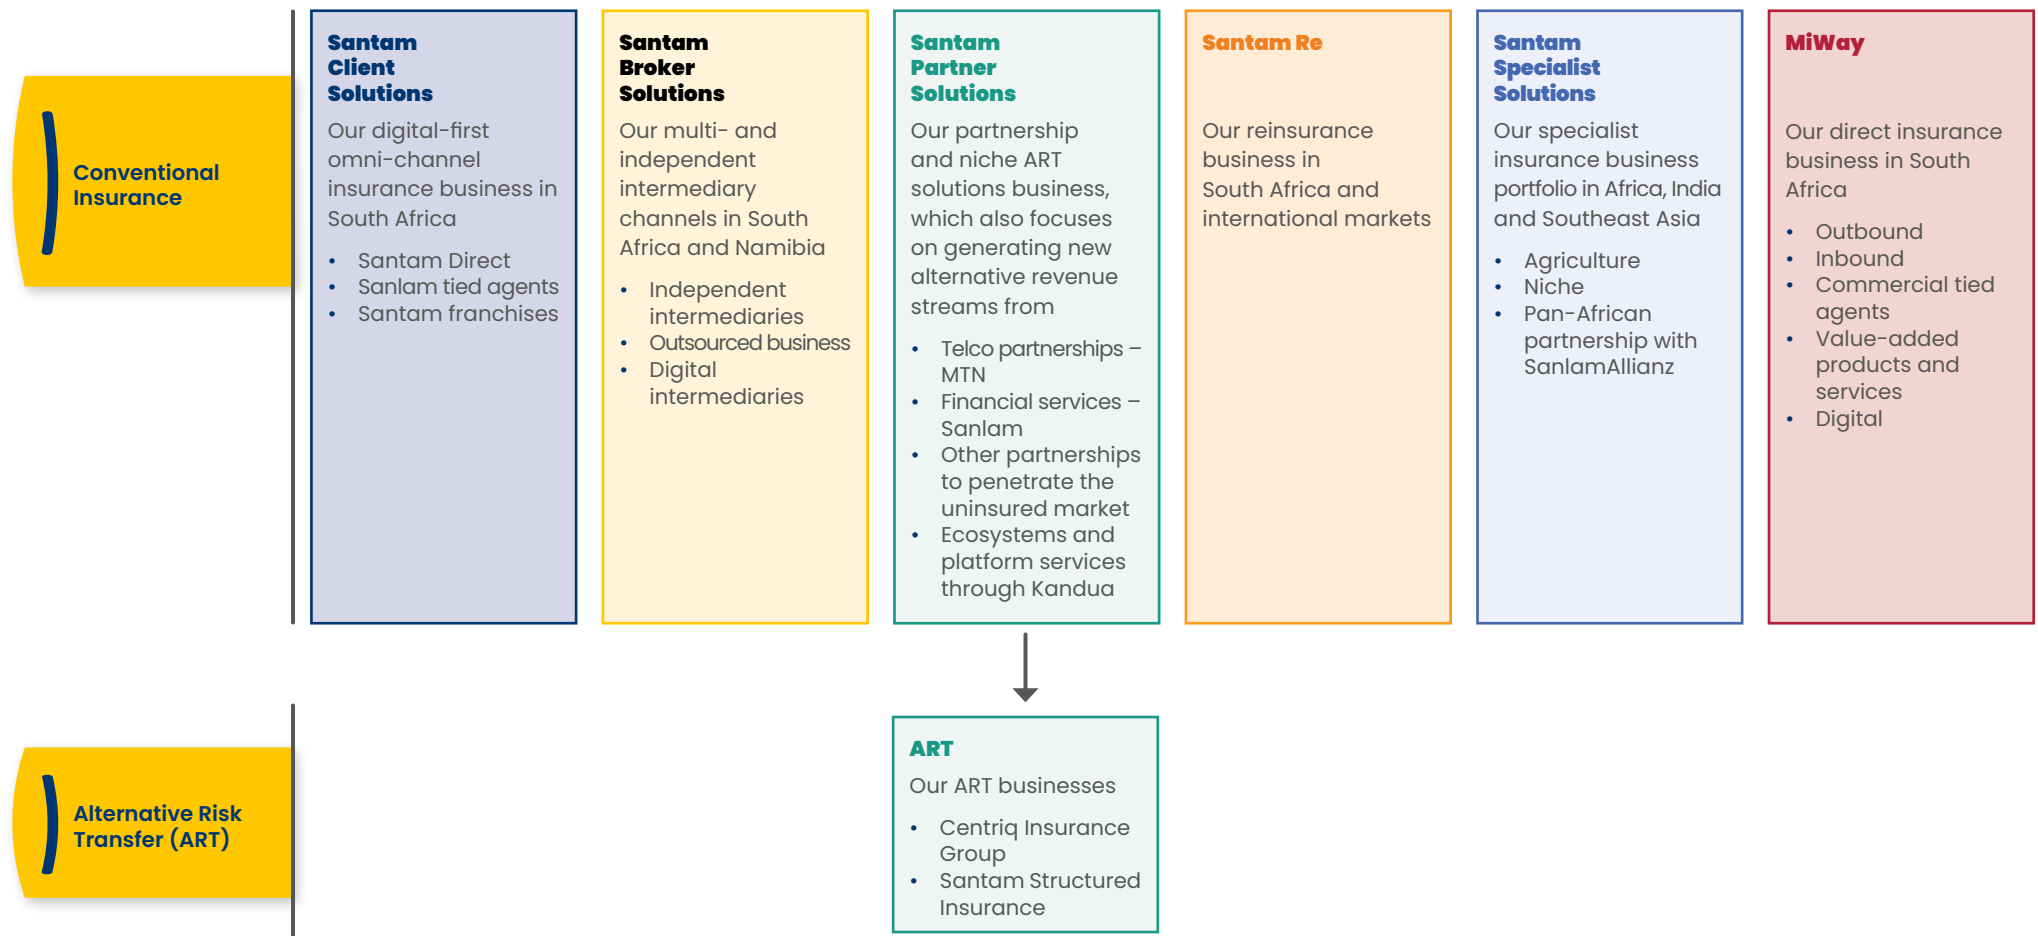 Conventional
Insurance
Santam
Client
Solutions
Our digital-first
omni-channel
insurance business in
South Africa
• Santam Direct
• Sanlam tied agents
• Santam franchises
Santam
Broker
Solutions
Our multi- and
independent
intermediary
channels in South
Africa and Namibia
• Independent
intermediaries
• Outsourced business
• Digital
intermediaries
Santam
Partner
Solutions
Our partnership
and niche ART
solutions business,
which also focuses
on generating new
alternative revenue
streams from
• Telco partnerships –
MTN
• Financial services –
Sanlam
• Other partnerships
to penetrate the
uninsured market
• Ecosystems and
platform services
through Kandua
Santam Re
Our reinsurance
business in
South Africa and
international markets
Santam
Specialist
Solutions
Our specialist
insurance business
portfolio in Africa, India
and Southeast Asia
• Agriculture
• Niche
• Pan-African
partnership with
SanlamAllianz
MiWay
Our direct insurance
business in South
Africa
• Outbound
• Inbound
• Commercial tied
agents
• Value-added
products and
services
• Digital
Alternative Risk
Transfer (ART)
ART
Our ART businesses
• Centriq Insurance
Group
• Santam Structured
Insurance